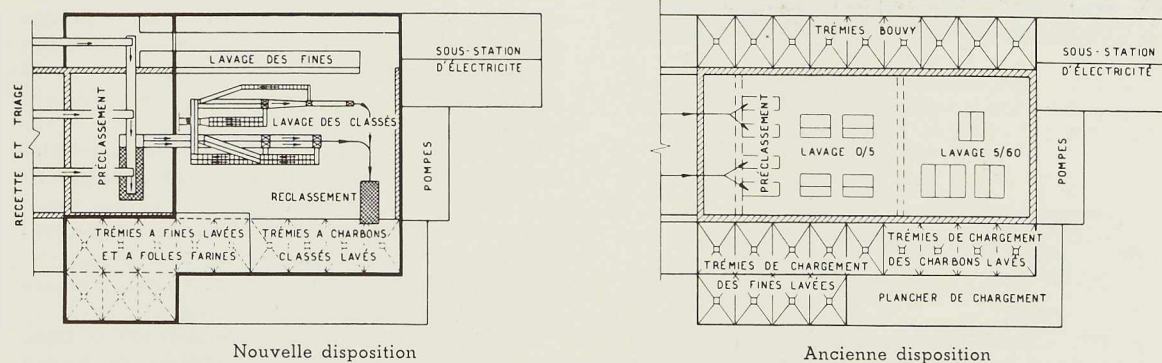 RECETTE ET TRIAGE
PRÉCLASSEMENT
LAVAGE DES FINES
LAVAGE DES CLASSÉS
RECLASSEMENT
SOUS-STATION
D'ÉLECTRICITÉ
POMPES
TRÉMIES A FINES LAVÉES
ET A FOLLES FARINES
TRÉMIES A CHARBONS
CLASSÉS LAVÉS
Nouvelle disposition
TRÉMIES BOUVY
SOUS-STATION
D'ÉLECTRICITÉ
PRÉCLASSEMENT
LAVAGE 0/5
LAVAGE 5/60
POMPES
TRÉMIES DE CHARGEMENT
DES FINES LAVÉES
TRÉMIES DE CHARGEMENT
DES CHARBONS LAVÉS
PLANCHER DE CHARGEMENT
Ancienne disposition